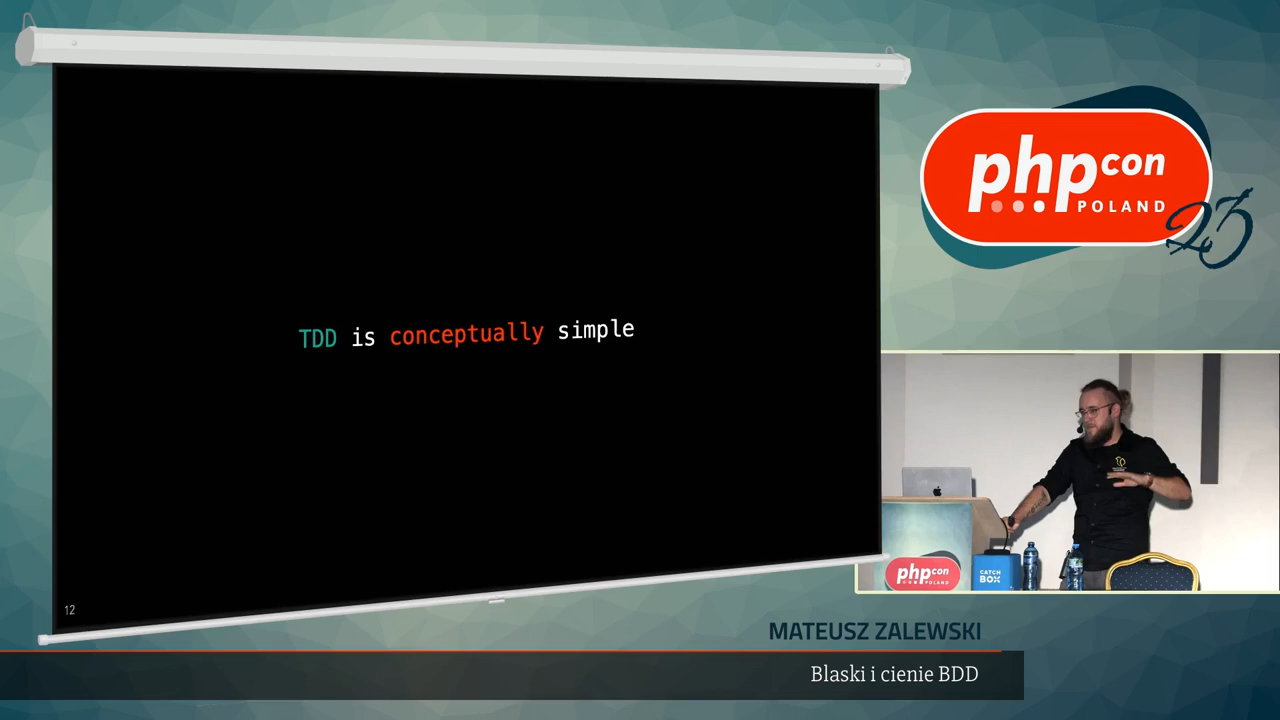 TDD is conceptually simple
12
phpcon
POLAND
23
phpcon
POLAND
CATCH
BOX
MATEUSZ ZALEWSKI
Blaski i cienie BDD